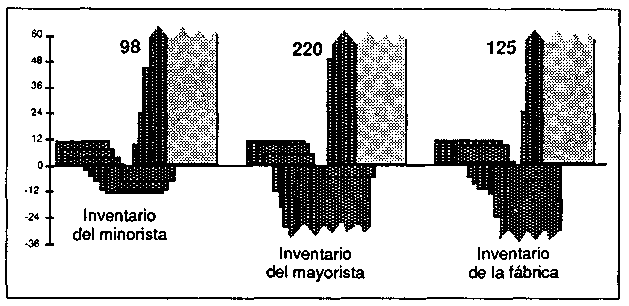 60
48
36
24
12
0
-12
-24
-36
98
220
125
Inventario
del minorista
Inventario
del mayorista
Inventario
de la fábrica